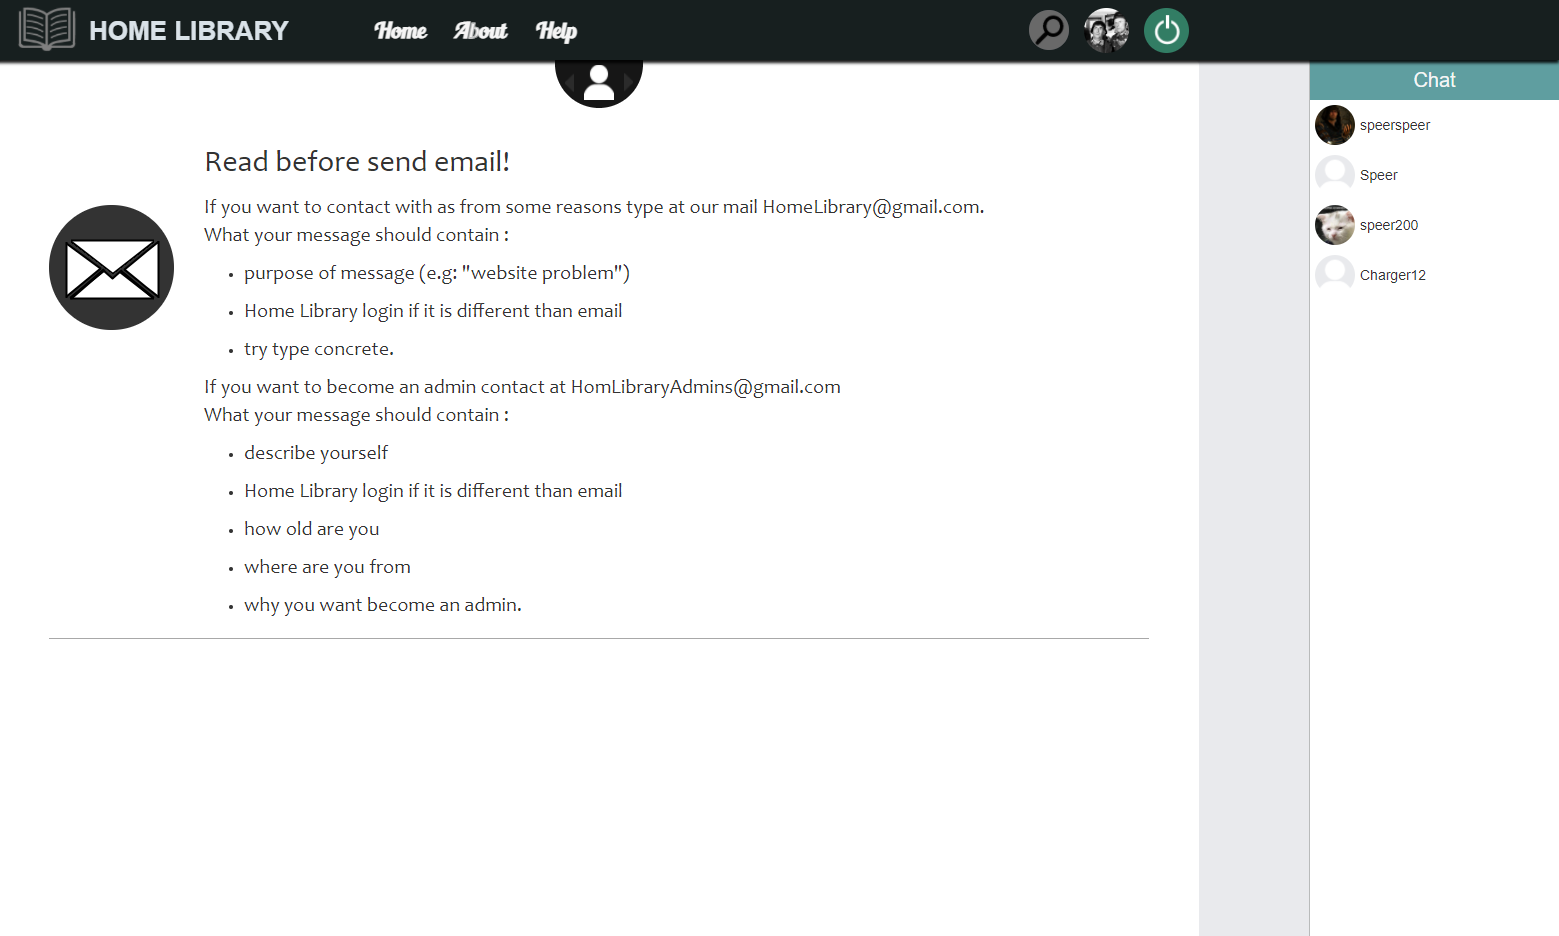 HOME LIBRARY
Home About Help
Chat
speerspeer
Speer
speer200
Charger12
Read before send email!
If you want to contact with as from some reasons type at our mail HomeLibrary@gmail.com.
What your message should contain :
• purpose of message (e.g: "website problem")
• Home Library login if it is different than email
• try type concrete.
If you want to become an admin contact at HomLibraryAdmins@gmail.com
What your message should contain :
• describe yourself
• Home Library login if it is different than email
• how old are you
• where are you from
• why you want become an admin.